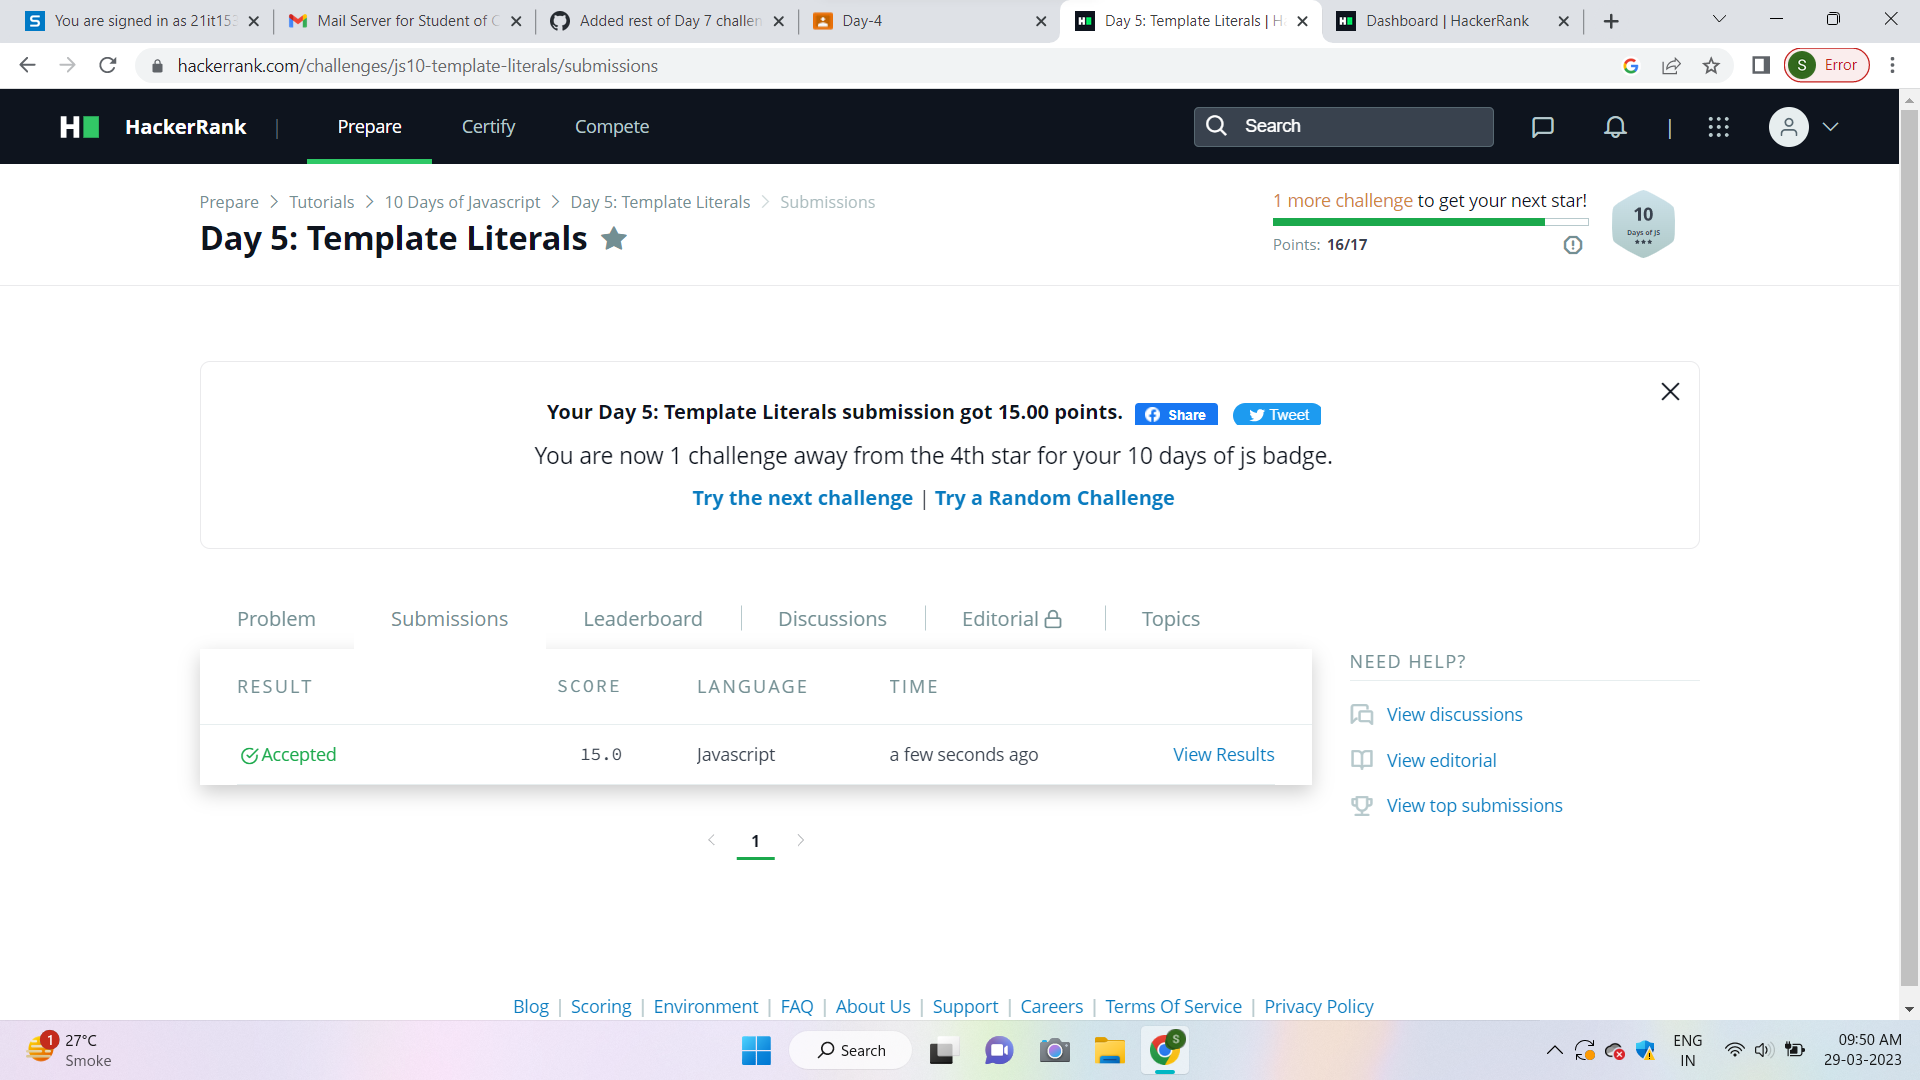 You are signed in as 21it153
Mail Server for Student of C
Added rest of Day 7 challen
Day-4
Day 5: Template Literals | Ha
Dashboard | HackerRank
hackerrank.com/challenges/js10-template-literals/submissions
S Error
HackerRank
Prepare
Certify
Compete
Search
Prepare > Tutorials > 10 Days of Javascript > Day 5: Template Literals > Submissions
Day 5: Template Literals
1 more challenge to get your next star!
Points: 16/17
10
Days of JS
Your Day 5: Template Literals submission got 15.00 points. Share Tweet
You are now 1 challenge away from the 4th star for your 10 days of js badge.
Try the next challenge | Try a Random Challenge
Problem
Submissions
Leaderboard
Discussions
Editorial
Topics
RESULT SCORE LANGUAGE TIME
Accepted 15.0 Javascript a few seconds ago View Results
1
NEED HELP?
View discussions
View editorial
View top submissions
Blog | Scoring | Environment | FAQ | About Us | Support | Careers | Terms Of Service | Privacy Policy
1
27°C
Smoke
Search
S
ENG
IN
09:50 AM
29-03-2023